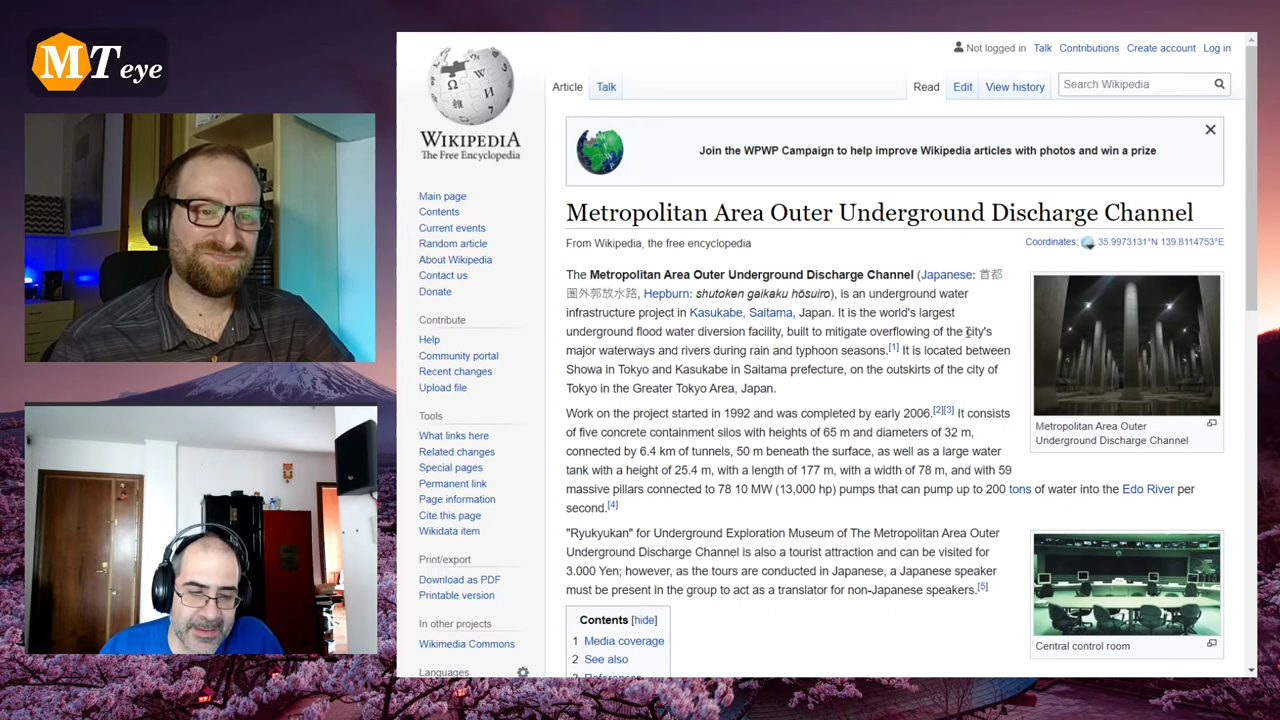 MT eye
Not logged in Talk Contributions Create account Log in
Article Talk Read Edit View history Search Wikipedia
WIKIPEDIA
The Free Encyclopedia
Main page
Contents
Current events
Random article
About Wikipedia
Contact us
Donate
Contribute
Help
Community portal
Recent changes
Upload file
Tools
What links here
Related changes
Special pages
Permanent link
Page information
Cite this page
Wikidata item
Print/export
Download as PDF
Printable version
In other projects
Wikimedia Commons
Languages
Join the WPWP Campaign to help improve Wikipedia articles with photos and win a prize
Metropolitan Area Outer Underground Discharge Channel
From Wikipedia, the free encyclopedia
Coordinates: 35.9973131°N 139.8114753°E
The Metropolitan Area Outer Underground Discharge Channel (Japanese: 首都
圏外郭放水路, Hepburn: shutoken gaikaku hōsuiro), is an underground water
infrastructure project in Kasukabe, Saitama, Japan. It is the world's largest
underground flood water diversion facility, built to mitigate overflowing of the city's
major waterways and rivers during rain and typhoon seasons.[1] It is located between
Showa in Tokyo and Kasukabe in Saitama prefecture, on the outskirts of the city of
Tokyo in the Greater Tokyo Area, Japan.
Metropolitan Area Outer
Underground Discharge Channel
Work on the project started in 1992 and was completed by early 2006.[2][3] It consists
of five concrete containment silos with heights of 65 m and diameters of 32 m,
connected by 6.4 km of tunnels, 50 m beneath the surface, as well as a large water
tank with a height of 25.4 m, with a length of 177 m, with a width of 78 m, and with 59
massive pillars connected to 78 10 MW (13,000 hp) pumps that can pump up to 200 tons of water into the Edo River per
second.[4]
"Ryukyukan" for Underground Exploration Museum of The Metropolitan Area Outer
Underground Discharge Channel is also a tourist attraction and can be visited for
3.000 Yen; however, as the tours are conducted in Japanese, a Japanese speaker
must be present in the group to act as a translator for non-Japanese speakers.[5]
Central control room
Contents [hide]
1 Media coverage
2 See also
3 References